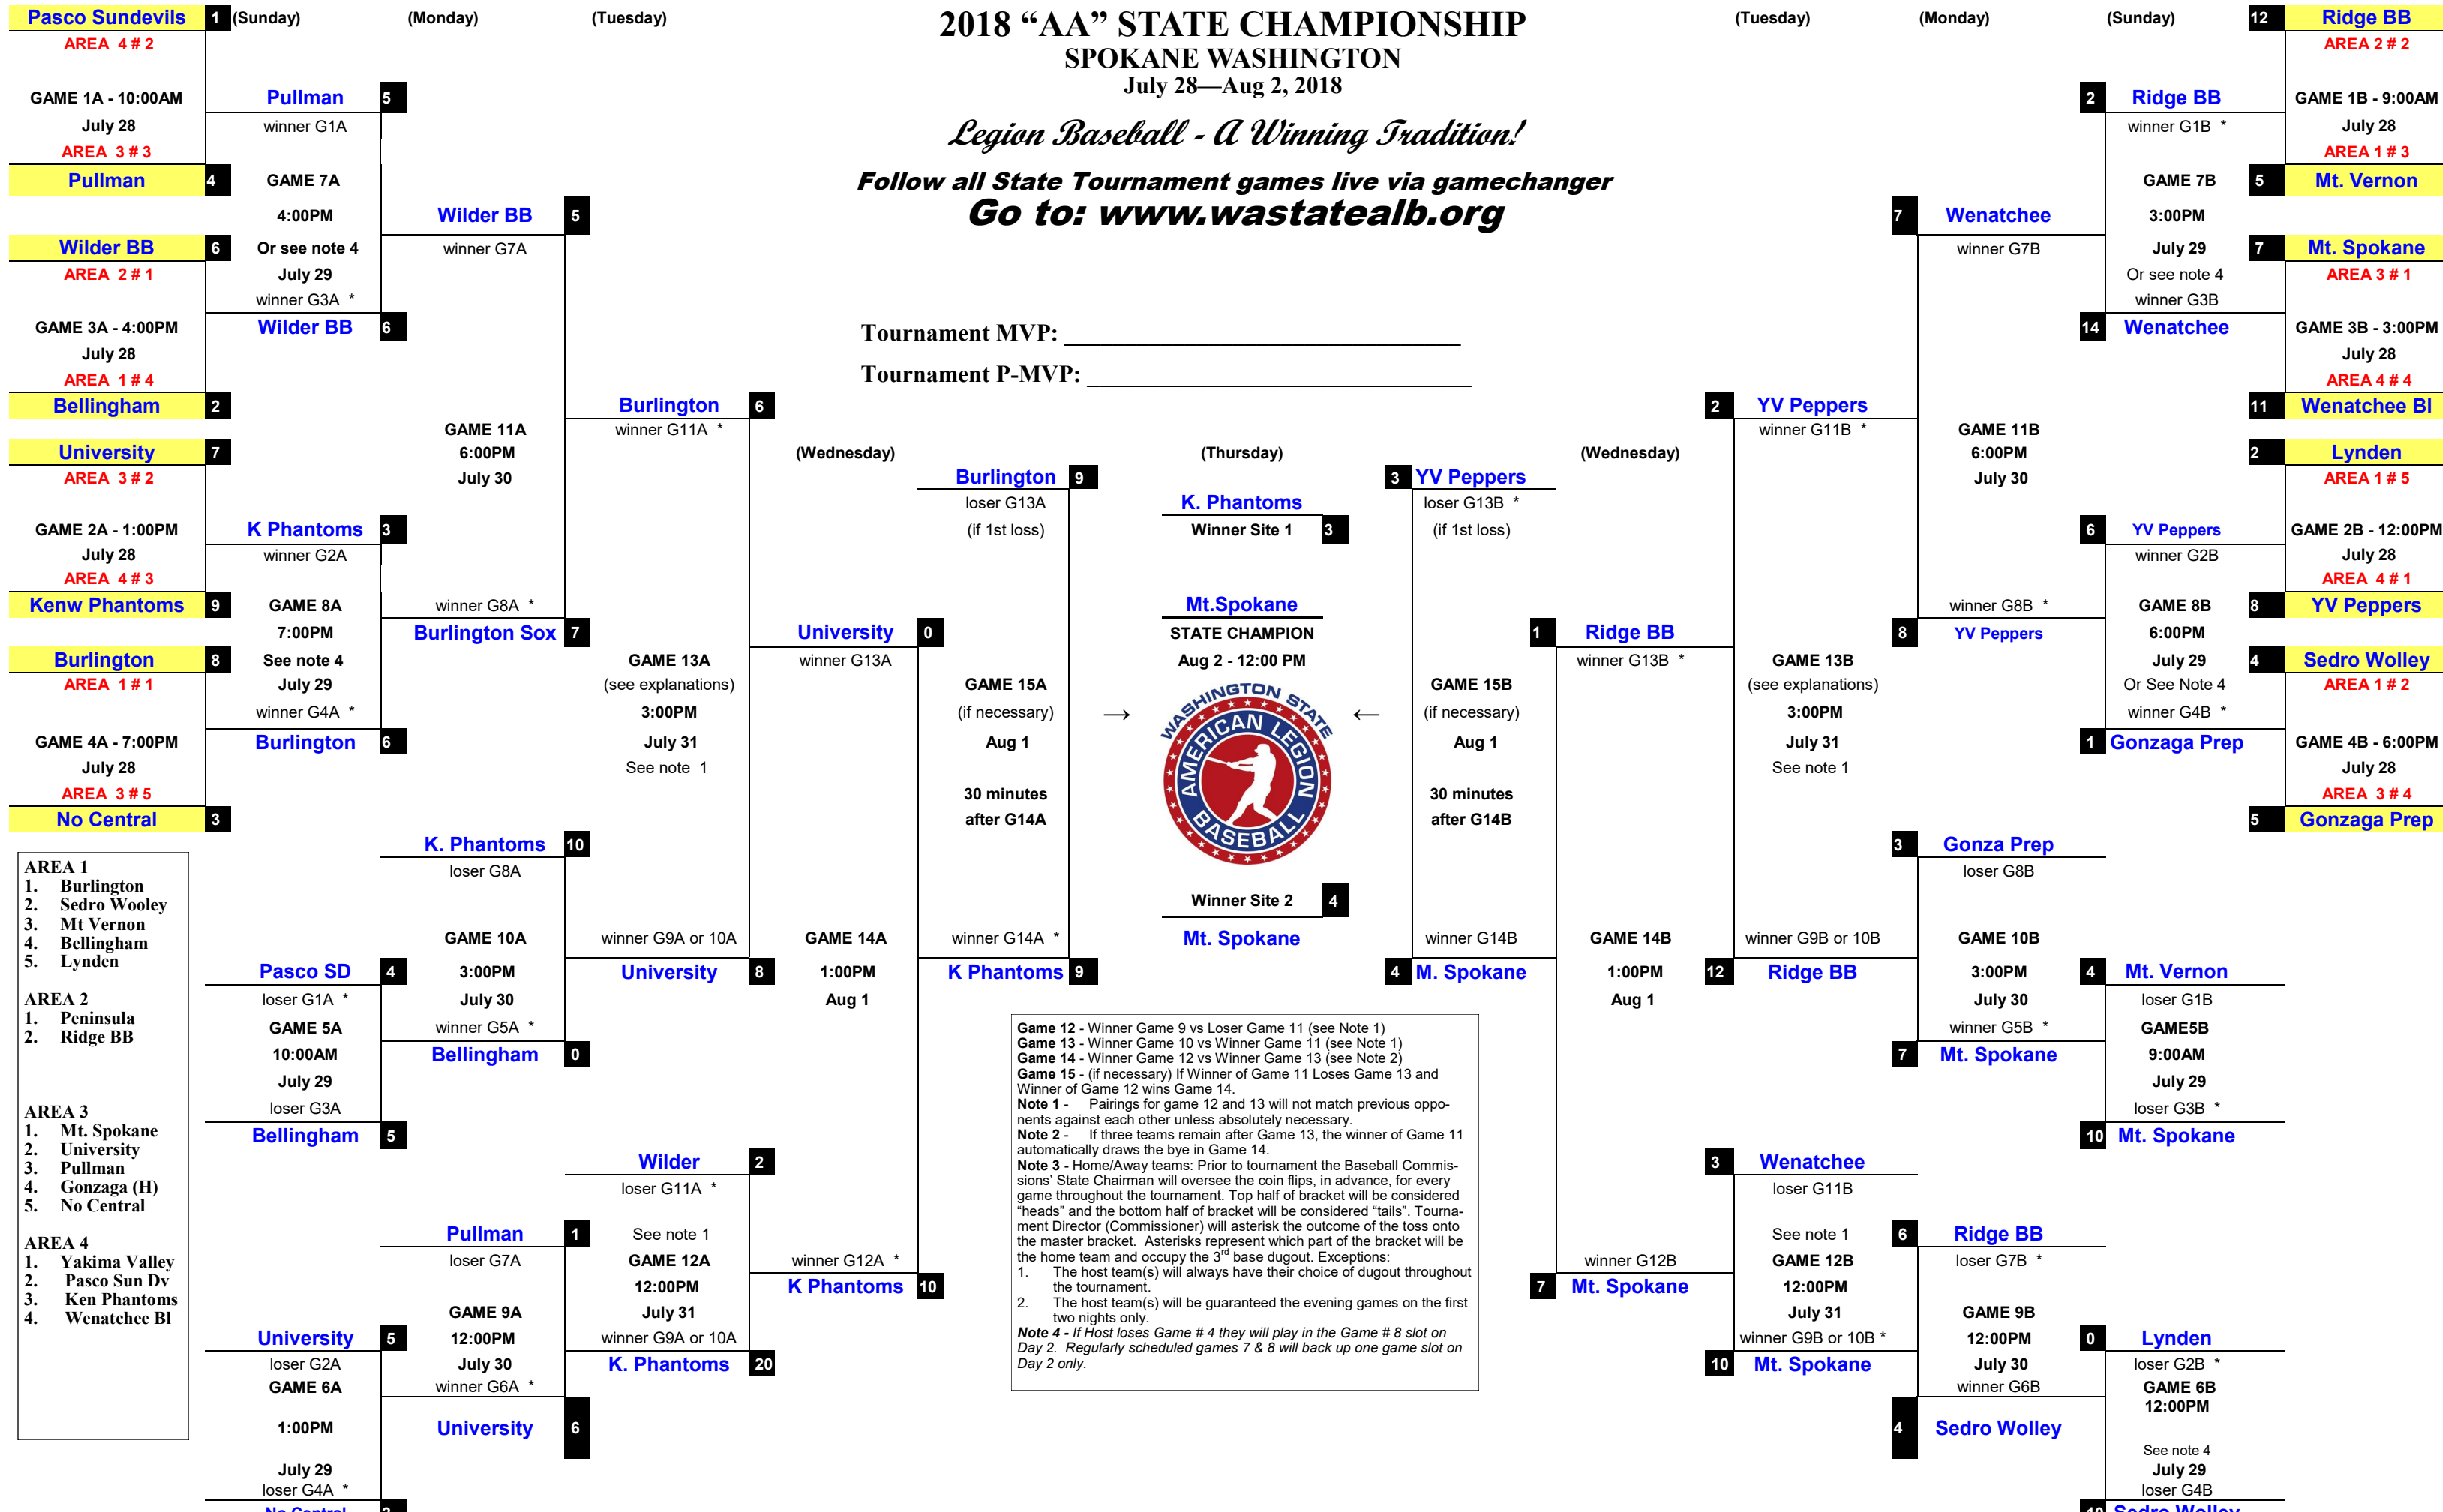 2018 “AA” STATE CHAMPIONSHIP
SPOKANE WASHINGTON
July 28—Aug 2, 2018
Legion Baseball - A Winning Tradition!
Follow all State Tournament games live via gamechanger
Go to: www.wastatealb.org
Tournament MVP: ______________________________
Tournament P-MVP: ______________________________
Pasco Sundevils 1
AREA 4 # 2
GAME 1A - 10:00AM
July 28
AREA 3 # 3
Pullman 4
Wilder BB 6
AREA 2 # 1
GAME 3A - 4:00PM
July 28
AREA 1 # 4
Bellingham 2
University 7
AREA 3 # 2
GAME 2A - 1:00PM
July 28
AREA 4 # 3
Kenw Phantoms 9
Burlington 8
AREA 1 # 1
GAME 4A - 7:00PM
July 28
AREA 3 # 5
No Central 3
AREA 1
1. Burlington
2. Sedro Wooley
3. Mt Vernon
4. Bellingham
5. Lynden
AREA 2
1. Peninsula
2. Ridge BB
AREA 3
1. Mt. Spokane
2. University
3. Pullman
4. Gonzaga (H)
5. No Central
AREA 4
1. Yakima Valley
2. Pasco Sun Dv
3. Ken Phantoms
4. Wenatchee Bl
(Sunday)
Pullman 5
winner G1A
GAME 7A
4:00PM
Or see note 4
July 29
winner G3A *
Wilder BB 6
K Phantoms 3
winner G2A
GAME 8A
7:00PM
See note 4
July 29
winner G4A *
Burlington 6
Pasco SD 4
loser G1A *
GAME 5A
10:00AM
July 29
loser G3A
Bellingham 5
University 5
loser G2A
GAME 6A
1:00PM
July 29
loser G4A *
No Central
(Monday)
Wilder BB 5
winner G7A
GAME 11A
6:00PM
July 30
winner G8A *
Burlington Sox 7
K. Phantoms 10
loser G8A
GAME 10A
3:00PM
July 30
winner G5A *
Bellingham 0
Pullman 1
loser G7A
GAME 9A
12:00PM
July 30
winner G6A *
University 6
(Tuesday)
Burlington 6
winner G11A *
GAME 13A
(see explanations)
3:00PM
July 31
See note 1
winner G9A or 10A
University 8
Wilder 2
loser G11A *
See note 1
GAME 12A
12:00PM
July 31
winner G9A or 10A
K. Phantoms 20
(Wednesday)
University 0
winner G13A
GAME 14A
1:00PM
Aug 1
winner G12A *
K Phantoms 10
Burlington 9
loser G13A
(if 1st loss)
GAME 15A
(if necessary)
Aug 1
30 minutes
after G14A
winner G14A *
K Phantoms 9
(Thursday)
K. Phantoms
Winner Site 1 3
Mt.Spokane
STATE CHAMPION
Aug 2 - 12:00 PM
→ ←
WASHINGTON STATE
AMERICAN LEGION
BASEBALL
Winner Site 2 4
Mt. Spokane
3 YV Peppers
loser G13B *
(if 1st loss)
GAME 15B
(if necessary)
Aug 1
30 minutes
after G14B
winner G14B
4 M. Spokane
(Wednesday)
1 Ridge BB
winner G13B *
GAME 14B
1:00PM
Aug 1
winner G12B
7 Mt. Spokane
(Tuesday)
2 YV Peppers
winner G11B *
GAME 13B
(see explanations)
3:00PM
July 31
See note 1
winner G9B or 10B
12 Ridge BB
3 Wenatchee
loser G11B
See note 1
GAME 12B
12:00PM
July 31
winner G9B or 10B *
10 Mt. Spokane
(Monday)
7 Wenatchee
winner G7B
GAME 11B
6:00PM
July 30
winner G8B *
8 YV Peppers
3 Gonza Prep
loser G8B
GAME 10B
3:00PM
July 30
winner G5B *
7 Mt. Spokane
6 Ridge BB
loser G7B *
GAME 9B
12:00PM
July 30
winner G6B
4 Sedro Wolley
(Sunday)
2 Ridge BB
winner G1B *
GAME 7B
3:00PM
July 29
Or see note 4
winner G3B
14 Wenatchee
6 YV Peppers
winner G2B
GAME 8B
6:00PM
July 29
Or See Note 4
winner G4B *
1 Gonzaga Prep
4 Mt. Vernon
loser G1B
GAME5B
9:00AM
July 29
loser G3B *
10 Mt. Spokane
0 Lynden
loser G2B *
GAME 6B
12:00PM
See note 4
July 29
loser G4B
10 Sedro Wolley
12 Ridge BB
AREA 2 # 2
GAME 1B - 9:00AM
July 28
AREA 1 # 3
5 Mt. Vernon
7 Mt. Spokane
AREA 3 # 1
GAME 3B - 3:00PM
July 28
AREA 4 # 4
11 Wenatchee Bl
2 Lynden
AREA 1 # 5
GAME 2B - 12:00PM
July 28
AREA 4 # 1
8 YV Peppers
4 Sedro Wolley
AREA 1 # 2
GAME 4B - 6:00PM
July 28
AREA 3 # 4
5 Gonzaga Prep
Game 12 - Winner Game 9 vs Loser Game 11 (see Note 1)
Game 13 - Winner Game 10 vs Winner Game 11 (see Note 1)
Game 14 - Winner Game 12 vs Winner Game 13 (see Note 2)
Game 15 - (if necessary) If Winner of Game 11 Loses Game 13 and
Winner of Game 12 wins Game 14.
Note 1 - Pairings for game 12 and 13 will not match previous oppo-
nents against each other unless absolutely necessary.
Note 2 - If three teams remain after Game 13, the winner of Game 11
automatically draws the bye in Game 14.
Note 3 - Home/Away teams: Prior to tournament the Baseball Commis-
sions’ State Chairman will oversee the coin flips, in advance, for every
game throughout the tournament. Top half of bracket will be considered
“heads” and the bottom half of bracket will be considered “tails”. Tourna-
ment Director (Commissioner) will asterisk the outcome of the toss onto
the master bracket. Asterisks represent which part of the bracket will be
the home team and occupy the 3rd base dugout. Exceptions:
1. The host team(s) will always have their choice of dugout throughout
the tournament.
2. The host team(s) will be guaranteed the evening games on the first
two nights only.
Note 4 - If Host loses Game # 4 they will play in the Game # 8 slot on
Day 2. Regularly scheduled games 7 & 8 will back up one game slot on
Day 2 only.